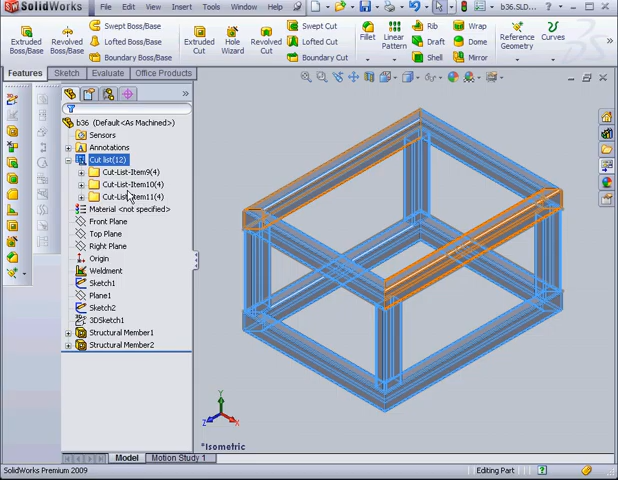 SolidWorks File Edit View Insert Tools Window Help b36.SLD...
Extruded Boss/Base Revolved Boss/Base Swept Boss/Base Extruded Cut Hole Wizard Revolved Cut Swept Cut Fillet Linear Pattern Rib Wrap Reference Geometry Curves
Lofted Boss/Base Lofted Cut Draft Dome
Boundary Boss/Base Boundary Cut Shell Mirror
Features Sketch Evaluate Office Products
b36 (Default<As Machined>)
Sensors
Annotations
Cut list(12)
Cut-List-Item9(4)
Cut-List-Item10(4)
Cut-List-Item11(4)
Material <not specified>
Front Plane
Top Plane
Right Plane
Origin
Weldment
Sketch1
Plane1
Sketch2
3DSketch1
Structural Member1
Structural Member2
Y
Z X
*Isometric
Model Motion Study 1
SolidWorks Premium 2009 Editing Part